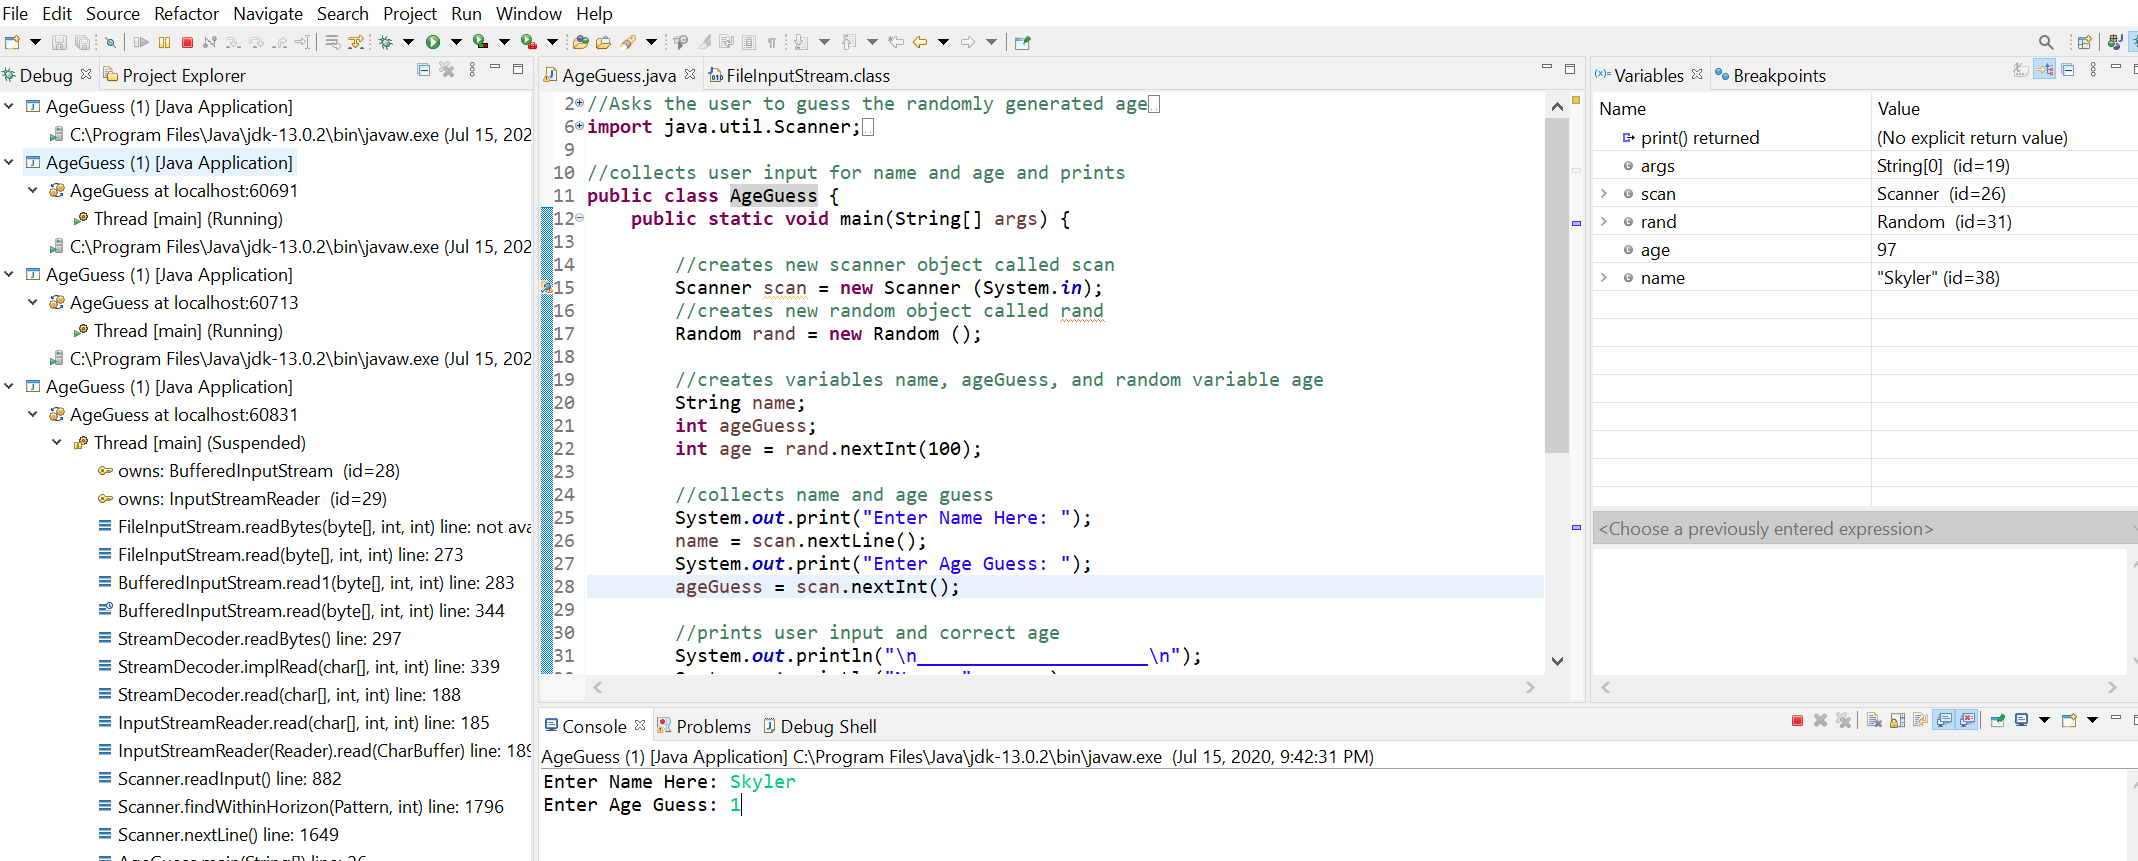 File Edit Source Refactor Navigate Search Project Run Window Help
Debug Project Explorer
AgeGuess (1) [Java Application]
C:\Program Files\Java\jdk-13.0.2\bin\javaw.exe (Jul 15, 202
AgeGuess (1) [Java Application]
AgeGuess at localhost:60691
Thread [main] (Running)
C:\Program Files\Java\jdk-13.0.2\bin\javaw.exe (Jul 15, 202
AgeGuess (1) [Java Application]
AgeGuess at localhost:60713
Thread [main] (Running)
C:\Program Files\Java\jdk-13.0.2\bin\javaw.exe (Jul 15, 202
AgeGuess (1) [Java Application]
AgeGuess at localhost:60831
Thread [main] (Suspended)
owns: BufferedInputStream (id=28)
owns: InputStreamReader (id=29)
FileInputStream.readBytes(byte[], int, int) line: not ava
FileInputStream.read(byte[], int, int) line: 273
BufferedInputStream.read1(byte[], int, int) line: 283
BufferedInputStream.read(byte[], int, int) line: 344
StreamDecoder.readBytes() line: 297
StreamDecoder.implRead(char[], int, int) line: 339
StreamDecoder.read(char[], int, int) line: 188
InputStreamReader.read(char[], int, int) line: 185
InputStreamReader(Reader).read(CharBuffer) line: 189
Scanner.readInput() line: 882
Scanner.findWithinHorizon(Pattern, int) line: 1796
Scanner.nextLine() line: 1649
AgeGuess.java FileInputStream.class
2 //Asks the user to guess the randomly generated age
6 import java.util.Scanner;
9
10 //collects user input for name and age and prints
11 public class AgeGuess {
12 public static void main(String[] args) {
13
14 //creates new scanner object called scan
15 Scanner scan = new Scanner (System.in);
16 //creates new random object called rand
17 Random rand = new Random ();
18
19 //creates variables name, ageGuess, and random variable age
20 String name;
21 int ageGuess;
22 int age = rand.nextInt(100);
23
24 //collects name and age guess
25 System.out.print("Enter Name Here: ");
26 name = scan.nextLine();
27 System.out.print("Enter Age Guess: ");
28 ageGuess = scan.nextInt();
29
30 //prints user input and correct age
31 System.out.println("\n_____________________\n");
Variables Breakpoints
Name Value
print() returned (No explicit return value)
args String[0] (id=19)
scan Scanner (id=26)
rand Random (id=31)
age 97
name "Skyler" (id=38)
<Choose a previously entered expression>
Console Problems Debug Shell
AgeGuess (1) [Java Application] C:\Program Files\Java\jdk-13.0.2\bin\javaw.exe (Jul 15, 2020, 9:42:31 PM)
Enter Name Here: Skyler
Enter Age Guess: 1